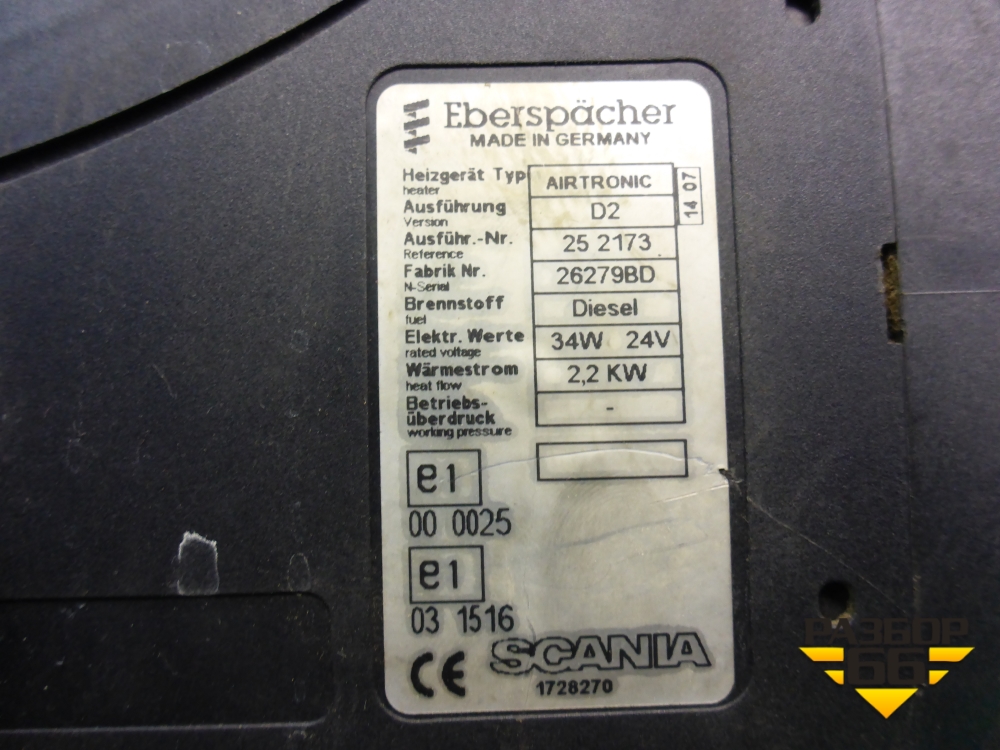 Eberspächer
MADE IN GERMANY
Heizgerät Typ AIRTRONIC
heater
14 07
Ausführung D2
Version
Ausführ.-Nr. 25 2173
Reference
Fabrik Nr. 26279BD
N-Serial
Brennstoff Diesel
fuel
Elektr. Werte 34W 24V
rated voltage
Wärmestrom 2,2 KW
heat flow
Betriebs-
überdruck -
working pressure
e1
00 0025
e1
03 1516
CE SCANIA
1728270
РАЗБОР
66